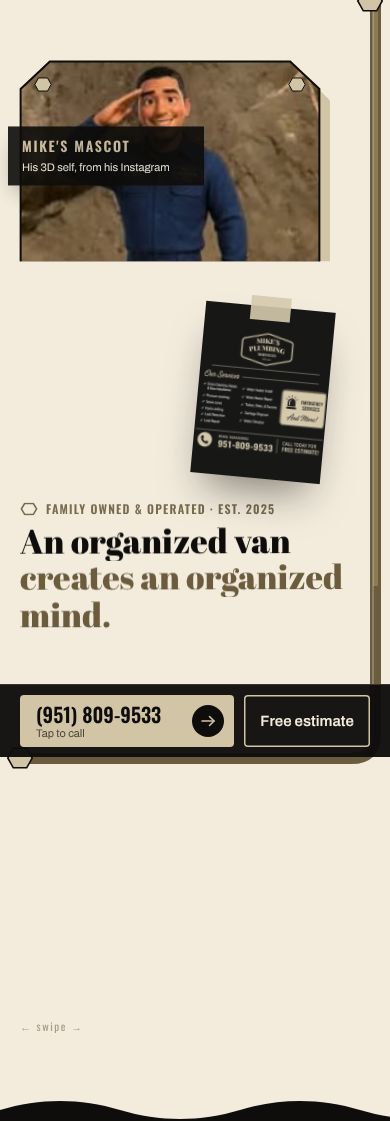 MIKE'S MASCOT
His 3D self, from his Instagram
MIKE'S
PLUMBING
SERVICES
Our Services
EMERGENCY
SERVICES
And More!
951-809-9533
CALL TODAY FOR
FREE ESTIMATE!
FAMILY OWNED & OPERATED · EST. 2025
An organized van
creates an organized
mind.
(951) 809-9533
Tap to call
→
Free estimate
← swipe →